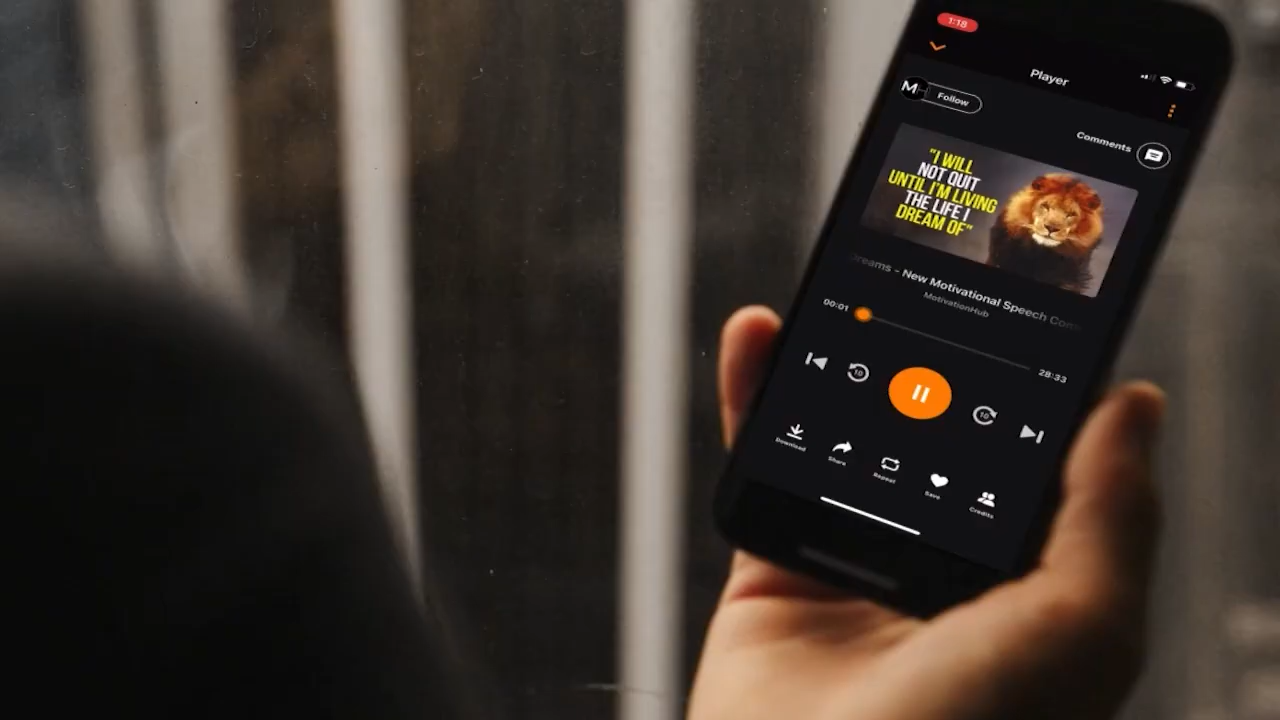 1:18
Player
M
Follow
Comments
"I WILL
NOT QUIT
UNTIL I'M LIVING
THE LIFE I
DREAM OF"
Dreams - New Motivational Speech Com
MotivationHub
00:01
28:33
10
10
Download
Share
Repeat
Save
Credits